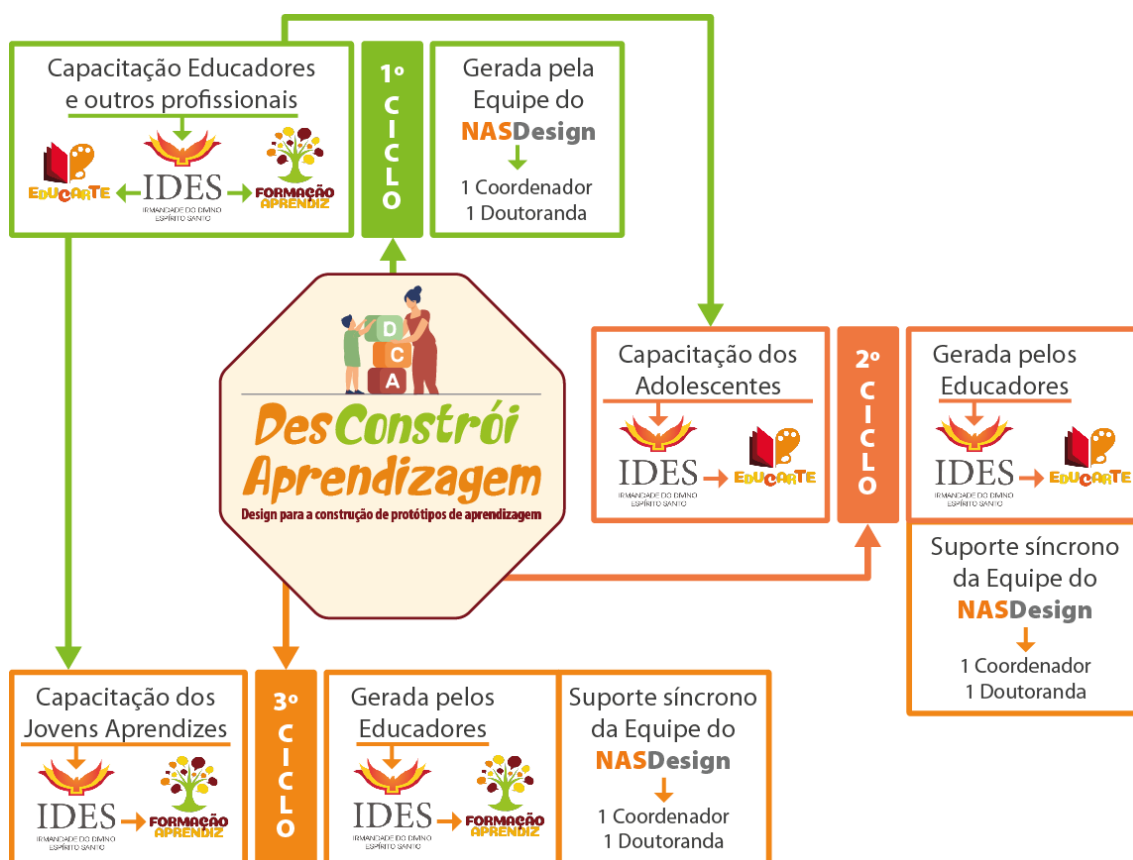 Capacitação Educadores
e outros profissionais
EDUCARTE
IDES
IRMANDADE DO DIVINO
ESPÍRITO SANTO
FORMAÇÃO
APRENDIZ
1º
CICLO
Gerada pela
Equipe do
NASDesign
1 Coordenador
1 Doutoranda
D
C
A
DesConstrói
Aprendizagem
Design para a construção de protótipos de aprendizagem
Capacitação dos
Adolescentes
IDES
IRMANDADE DO DIVINO
ESPÍRITO SANTO
EDUCARTE
2º
CICLO
Gerada pelos
Educadores
IDES
IRMANDADE DO DIVINO
ESPÍRITO SANTO
EDUCARTE
Suporte síncrono
da Equipe do
NASDesign
1 Coordenador
1 Doutoranda
Capacitação dos
Jovens Aprendizes
IDES
IRMANDADE DO DIVINO
ESPÍRITO SANTO
FORMAÇÃO
APRENDIZ
3º
CICLO
Gerada pelos
Educadores
IDES
IRMANDADE DO DIVINO
ESPÍRITO SANTO
FORMAÇÃO
APRENDIZ
Suporte síncrono
da Equipe do
NASDesign
1 Coordenador
1 Doutoranda